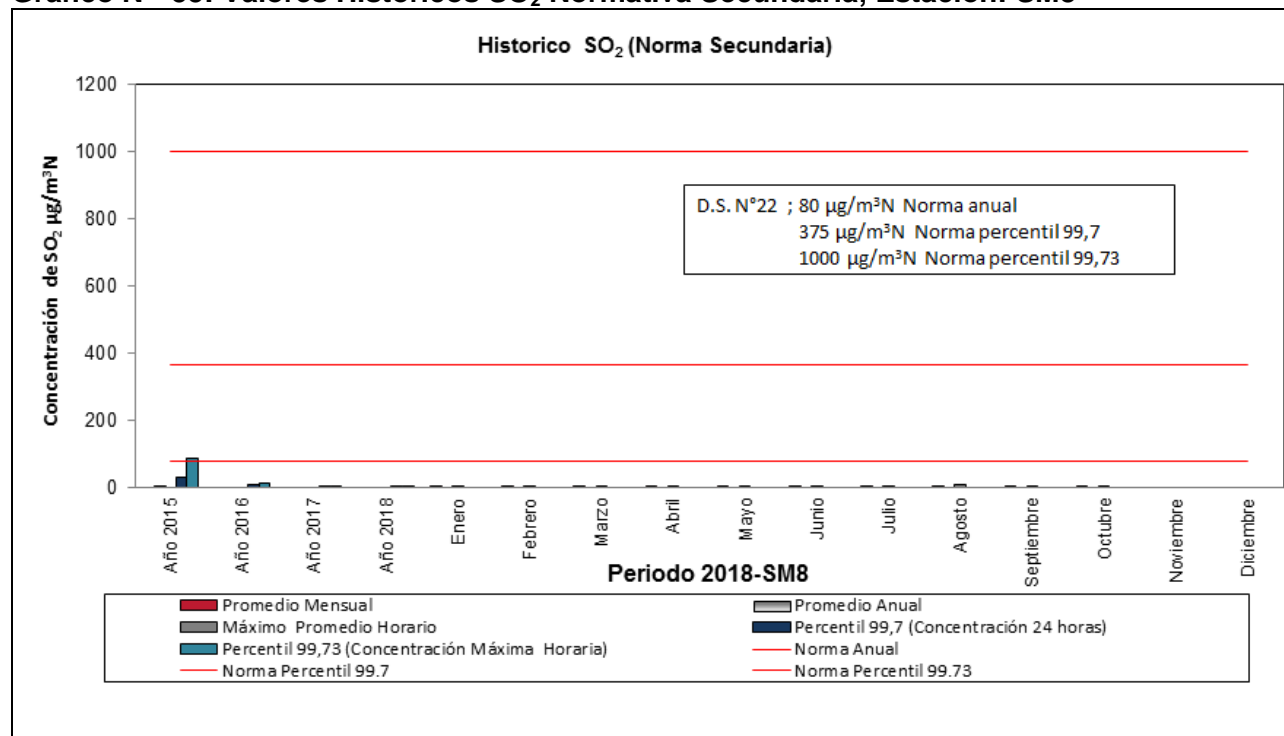 Histórico SO₂ (Norma Secundaria)
1200
1000
800
600
400
200
0
Concentración de SO₂ µg/m³N
D.S. N°22 ; 80 µg/m³N Norma anual
375 µg/m³N Norma percentil 99,7
1000 µg/m³N Norma percentil 99,73
Año 2015
Año 2016
Año 2017
Año 2018
Enero
Febrero
Marzo
Abril
Mayo
Junio
Julio
Agosto
Septiembre
Octubre
Noviembre
Diciembre
Periodo 2018-SM8
Promedio Mensual
Promedio Anual
Máximo Promedio Horario
Percentil 99,7 (Concentración 24 horas)
Percentil 99,73 (Concentración Máxima Horaria)
Norma Anual
Norma Percentil 99.7
Norma Percentil 99.73